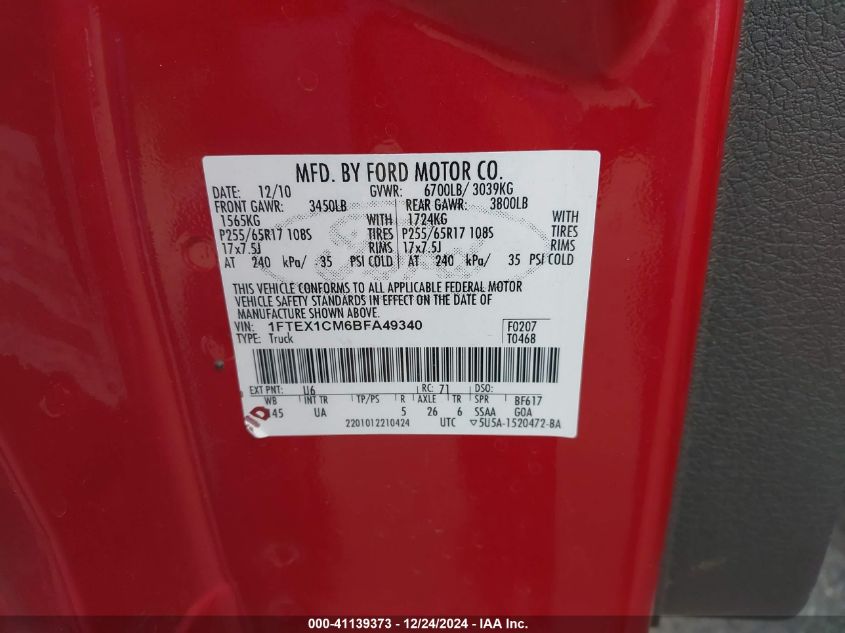 MFD. BY FORD MOTOR CO.
DATE: 12/10 GVWR: 6700LB/ 3039KG
FRONT GAWR: 3450LB REAR GAWR: 3800LB
1565KG WITH 1724KG WITH
P255/65R17 108S TIRES P255/65R17 108S TIRES
17x7.5J RIMS 17x7.5J RIMS
AT 240 kPa/ 35 PSI COLD AT 240 kPa/ 35 PSI COLD
THIS VEHICLE CONFORMS TO ALL APPLICABLE FEDERAL MOTOR
VEHICLE SAFETY STANDARDS IN EFFECT ON THE DATE OF
MANUFACTURE SHOWN ABOVE.
VIN: 1FTEX1CM6BFA49340 F0207
TYPE: Truck T0468
EXT PNT: U6 RC: 71 DSO:
WB INT TR TP/PS R AXLE TR SPR BF617
45 UA 5 26 6 SSAA GOA
2201012210424 UTC ▽5U5A-1520472-BA
000-41139373 - 12/24/2024 - IAA Inc.